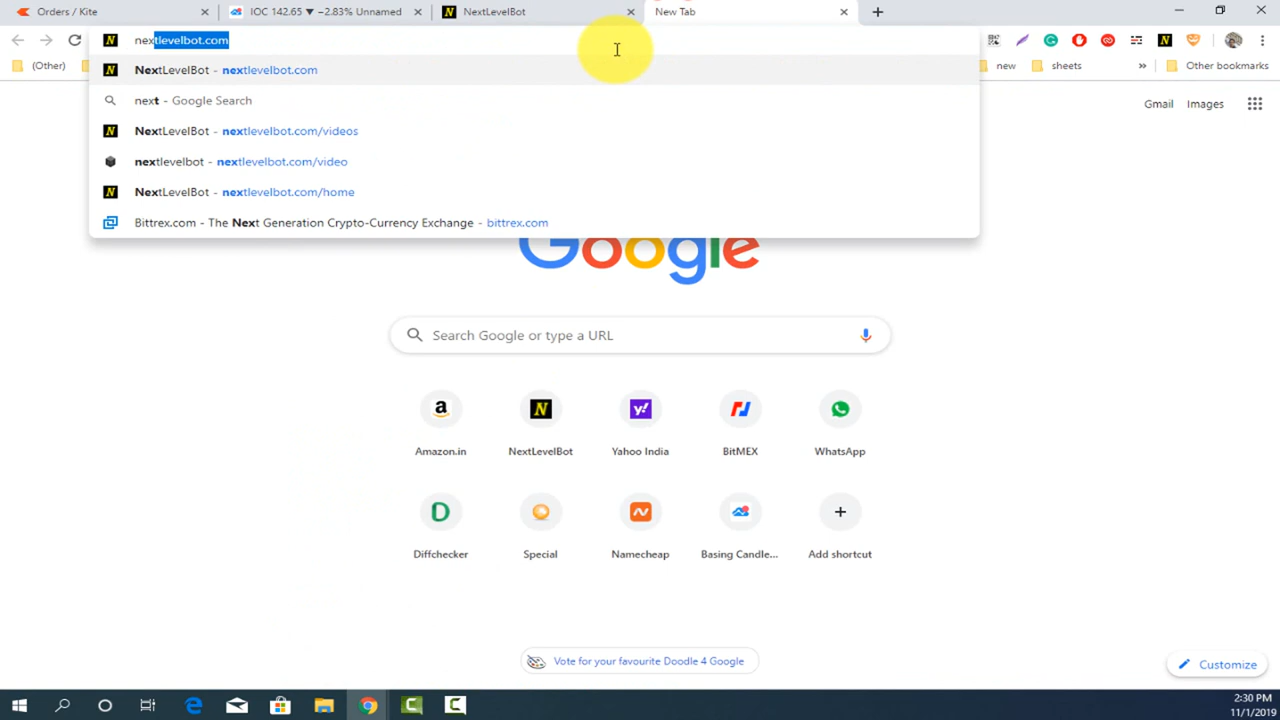 Orders / Kite
IOC 142.65 ▼ −2.83% Unnamed
NextLevelBot
New Tab
nextlevelbot.com
NextLevelBot - nextlevelbot.com
next - Google Search
NextLevelBot - nextlevelbot.com/videos
nextlevelbot - nextlevelbot.com/video
NextLevelBot - nextlevelbot.com/home
Bittrex.com - The Next Generation Crypto-Currency Exchange - bittrex.com
(Other)
new
sheets
Other bookmarks
Gmail
Images
Google
Search Google or type a URL
Amazon.in
NextLevelBot
Yahoo India
BitMEX
WhatsApp
Diffchecker
Special
Namecheap
Basing Candle...
Add shortcut
Vote for your favourite Doodle 4 Google
Customize
2:30 PM
11/1/2019